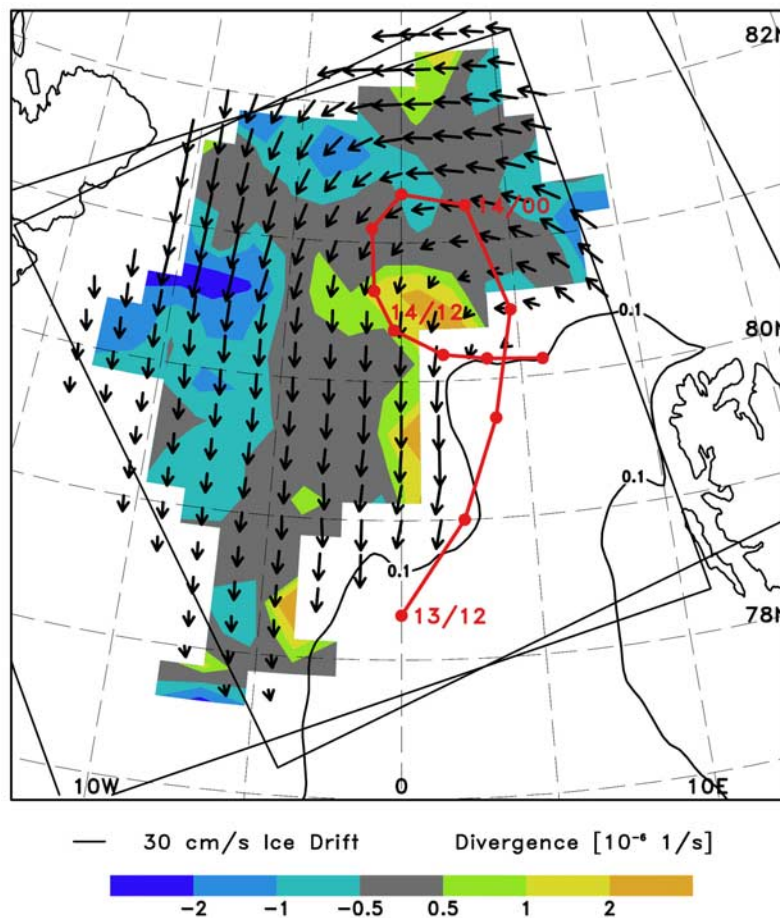 82N
14/00
0.1
14/12
80N
0.1
0.1
13/12
78N
10W 0 10E
30 cm/s Ice Drift Divergence [10⁻⁶ 1/s]
-2 -1 -0.5 0.5 1 2